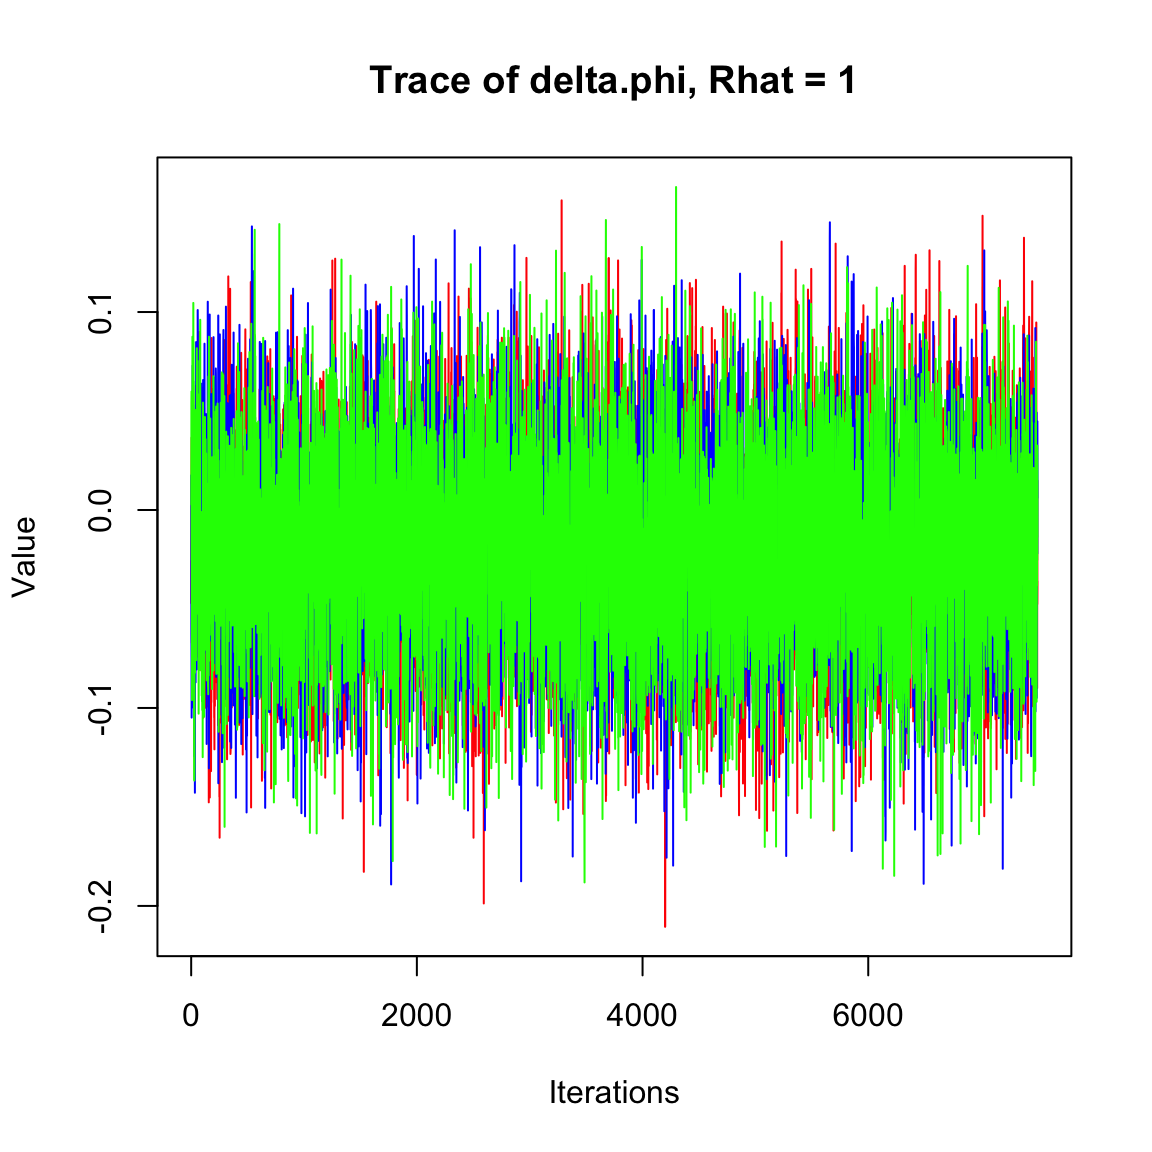 Trace of delta.phi, Rhat = 1
Value
0.1
0.0
-0.1
-0.2
0 2000 4000 6000
Iterations